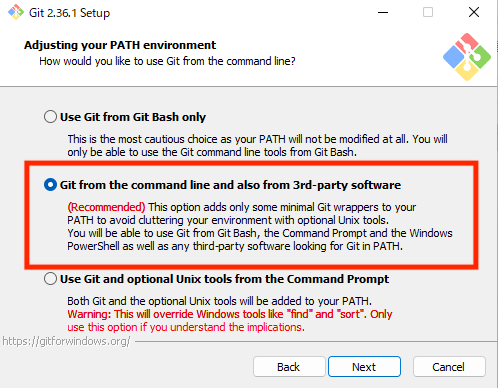 Git 2.36.1 Setup
Adjusting your PATH environment
How would you like to use Git from the command line?
Use Git from Git Bash only
This is the most cautious choice as your PATH will not be modified at all. You will
only be able to use the Git command line tools from Git Bash.
Git from the command line and also from 3rd-party software
(Recommended) This option adds only some minimal Git wrappers to your
PATH to avoid cluttering your environment with optional Unix tools.
You will be able to use Git from Git Bash, the Command Prompt and the Windows
PowerShell as well as any third-party software looking for Git in PATH.
Use Git and optional Unix tools from the Command Prompt
Both Git and the optional Unix tools will be added to your PATH.
Warning: This will override Windows tools like "find" and "sort". Only
use this option if you understand the implications.
https://gitforwindows.org/
Back
Next
Cancel